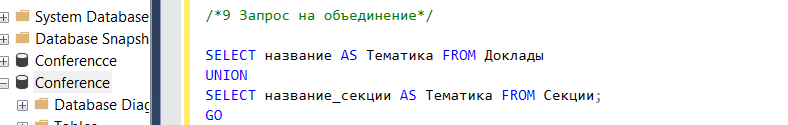 System Database
Database Snapsh
Conferencce
Conference
Database Diag
/*9 Запрос на объединение*/
SELECT название AS Тематика FROM Доклады
UNION
SELECT название_секции AS Тематика FROM Секции;
GO